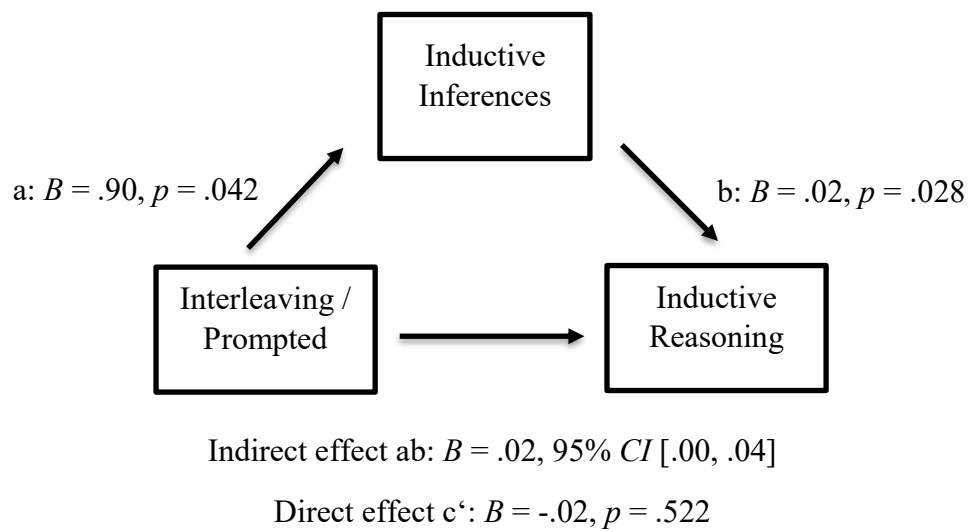 Inductive
Inferences
a: B = .90, p = .042
b: B = .02, p = .028
Interleaving /
Prompted
Inductive
Reasoning
Indirect effect ab: B = .02, 95% CI [.00, .04]
Direct effect c‘: B = -.02, p = .522